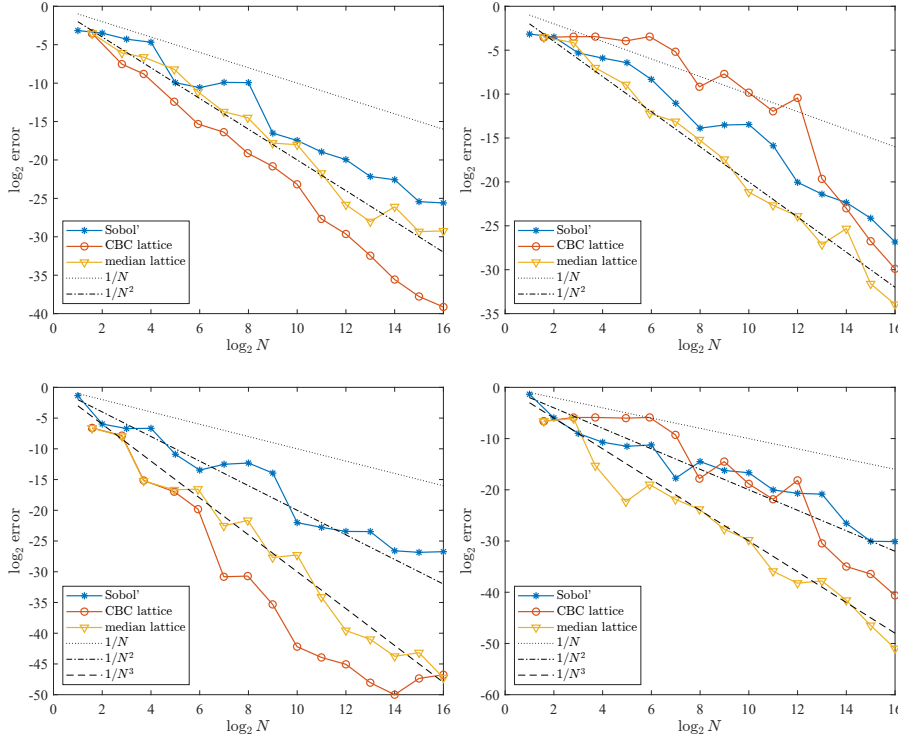 0
-5
-10
-15
-20
-25
-30
-35
-40
log₂ error
Sobol'
CBC lattice
median lattice
1/N
1/N²
0 2 4 6 8 10 12 14 16
log₂ N
0
-5
-10
-15
-20
-25
-30
-35
log₂ error
Sobol'
CBC lattice
median lattice
1/N
1/N²
0 2 4 6 8 10 12 14 16
log₂ N
0
-5
-10
-15
-20
-25
-30
-35
-40
-45
-50
log₂ error
Sobol'
CBC lattice
median lattice
1/N
1/N²
1/N³
0 2 4 6 8 10 12 14 16
log₂ N
0
-10
-20
-30
-40
-50
-60
log₂ error
Sobol'
CBC lattice
median lattice
1/N
1/N²
1/N³
0 2 4 6 8 10 12 14 16
log₂ N